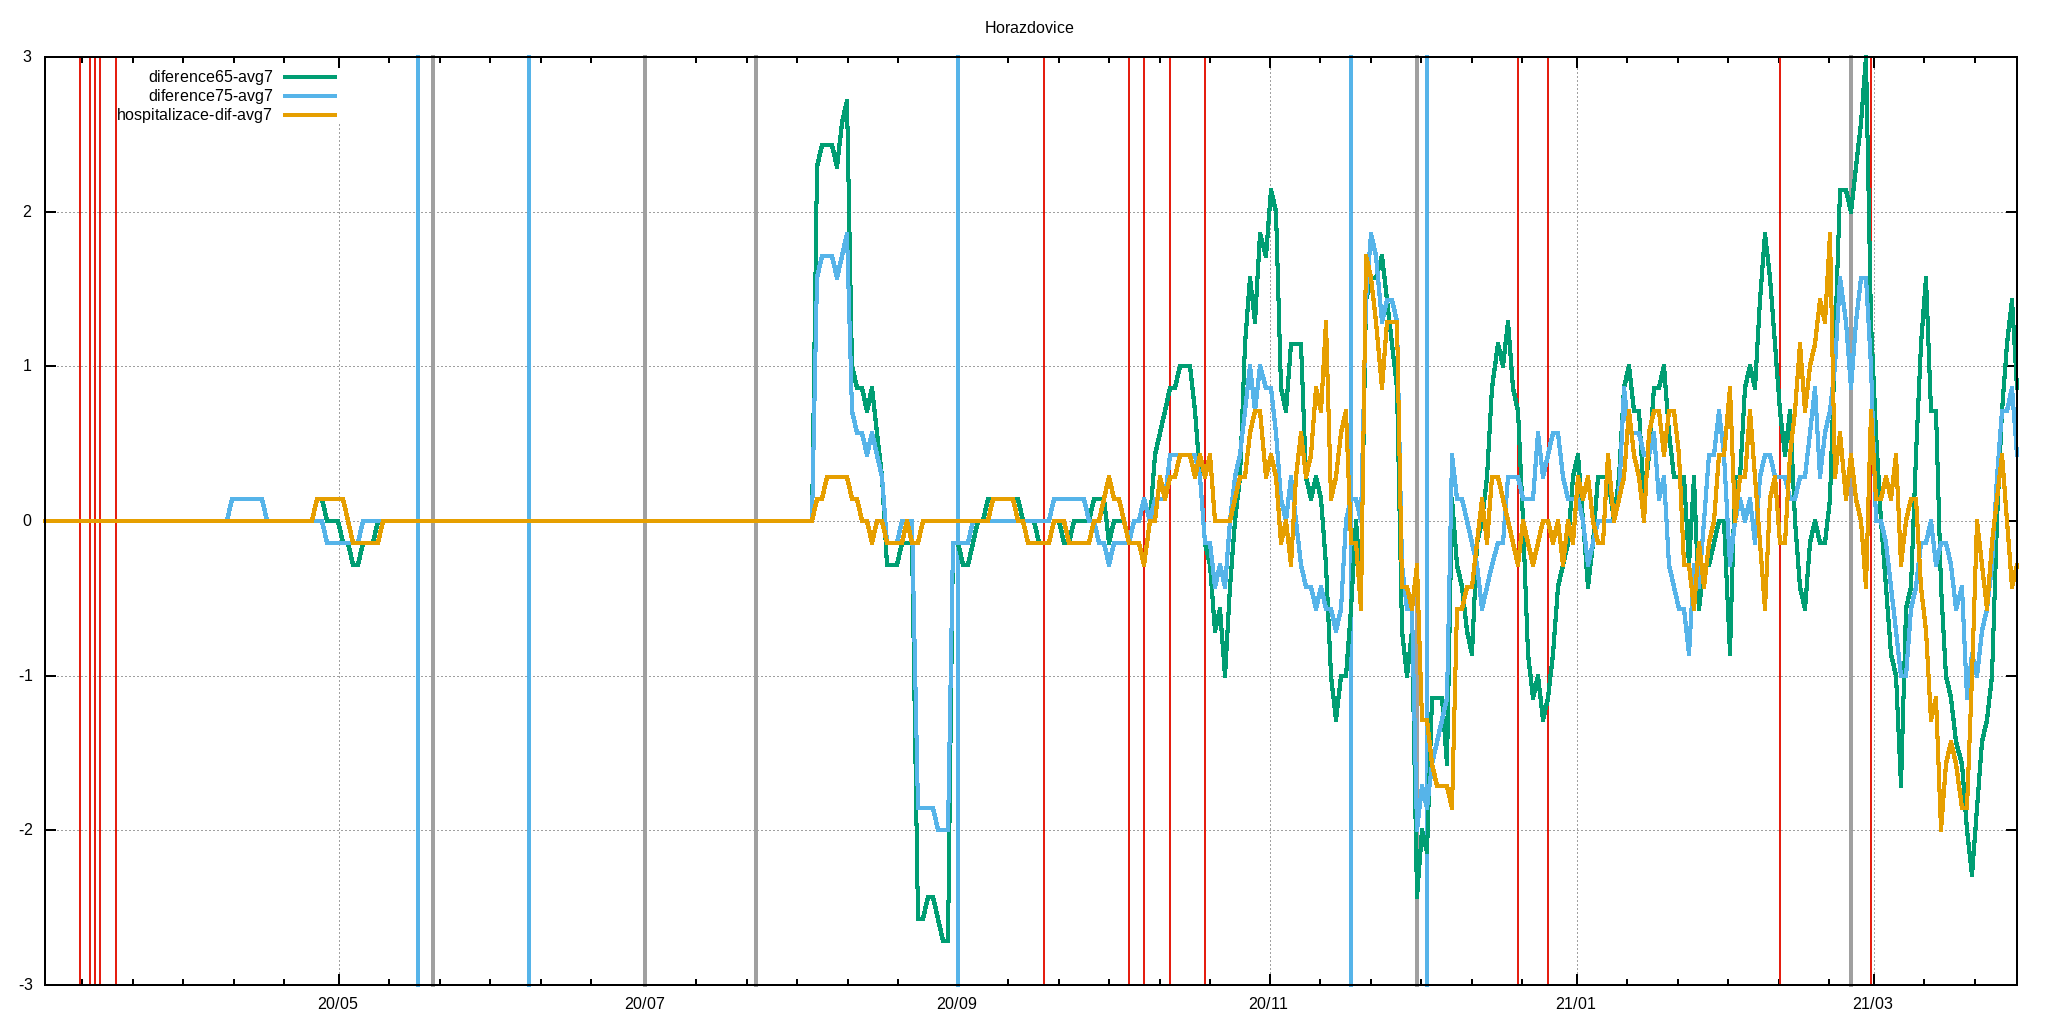 Horazdovice
diference65-avg7
diference75-avg7
hospitalizace-dif-avg7
3
2
1
0
-1
-2
-3
20/05 20/07 20/09 20/11 21/01 21/03